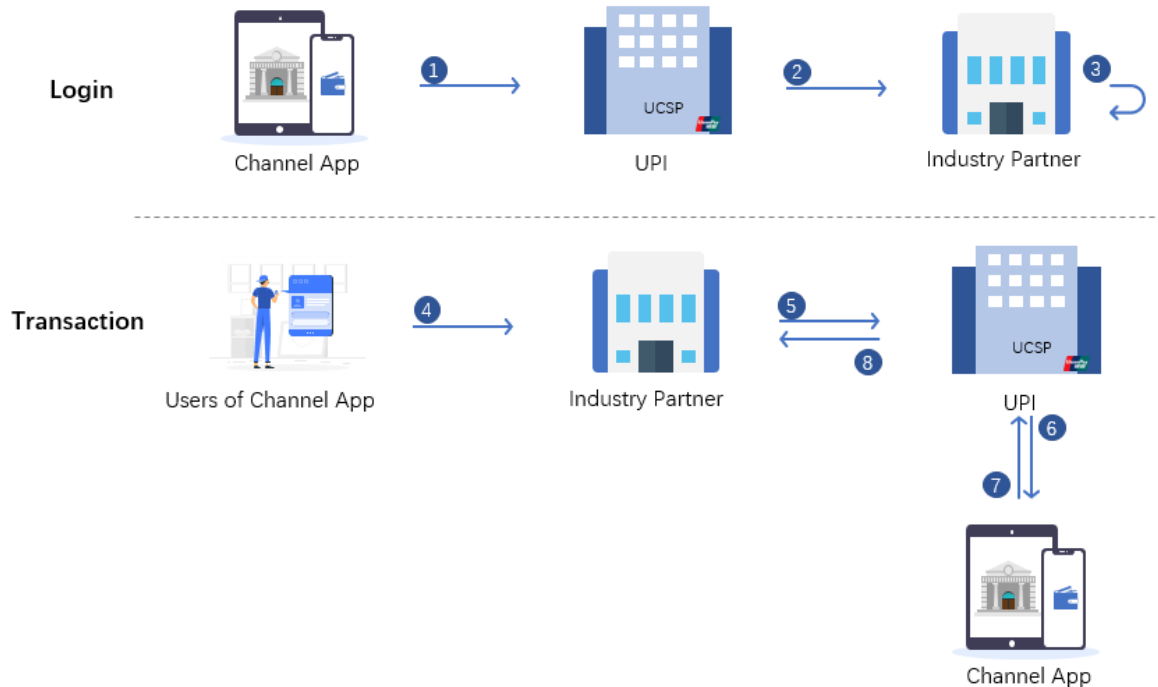 Login
1
2
3
UCSP
Channel App
UPI
Industry Partner
Transaction
4
5
8
UCSP
Users of Channel App
Industry Partner
UPI
6
7
Channel App